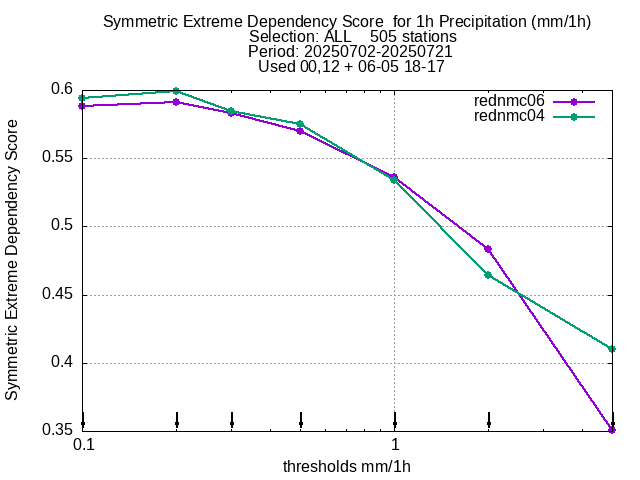 Symmetric Extreme Dependency Score  for 1h Precipitation (mm/1h)
Selection: ALL    505 stations
Period: 20250702-20250721
Used 00,12 + 06-05 18-17
rednmc06
rednmc04
0.6
0.55
0.5
0.45
0.4
0.35
Symmetric Extreme Dependency Score
0.1
1
thresholds mm/1h